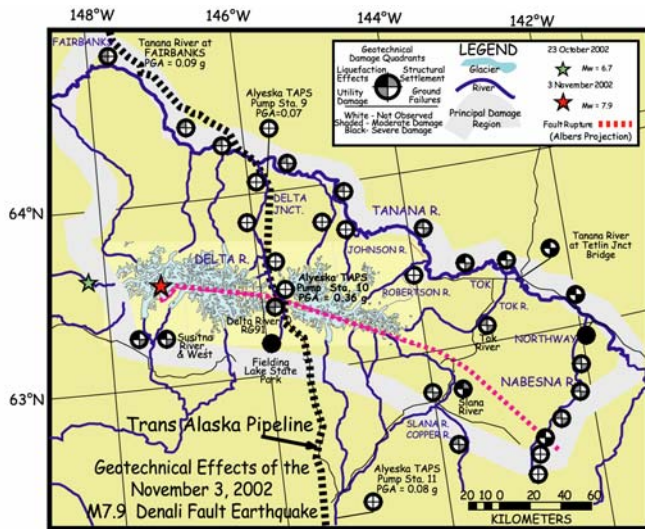 148°W
146°W
144°W
142°W
FAIRBANKS
Tanana River at
FAIRBANKS
PGA = 0.09 g
Alyeska TAPS
Pump Sta. 9
PGA=0.07
Geotechnical
Damage Quadrants
Liquefaction
Effects
Structural
Settlement
Utility
Damage
Ground
Failures
White - Not Observed
Shaded - Moderate Damage
Black- Severe Damage
LEGEND
Glacier
River
Principal Damage
Region
23 October 2002
Mw = 6.7
3 November 2002
Mw = 7.9
Fault Rupture
(Albers Projection)
64°N
63°N
DELTA
JNCT.
TANANA R.
JOHNSON R.
Tanana River
at Tetlin Jnct
Bridge
DELTA R.
Alyeska TAPS
Pump Sta. 10
PGA = 0.36 g
ROBERTSON R.
TOK
TOK R.
Tok
River
NORTHWAY
Delta River
RG91
Susitna
River,
& West
Fielding
Lake State
Park
NABESNA R.
Slana
River
SLANA R.
COPPER R.
Trans Alaska Pipeline
Geotechnical Effects of the
November 3, 2002
M7.9 Denali Fault Earthquake
Alyeska TAPS
Pump Sta. 11
PGA = 0.08 g
20 10 0 20 40 60
KILOMETERS